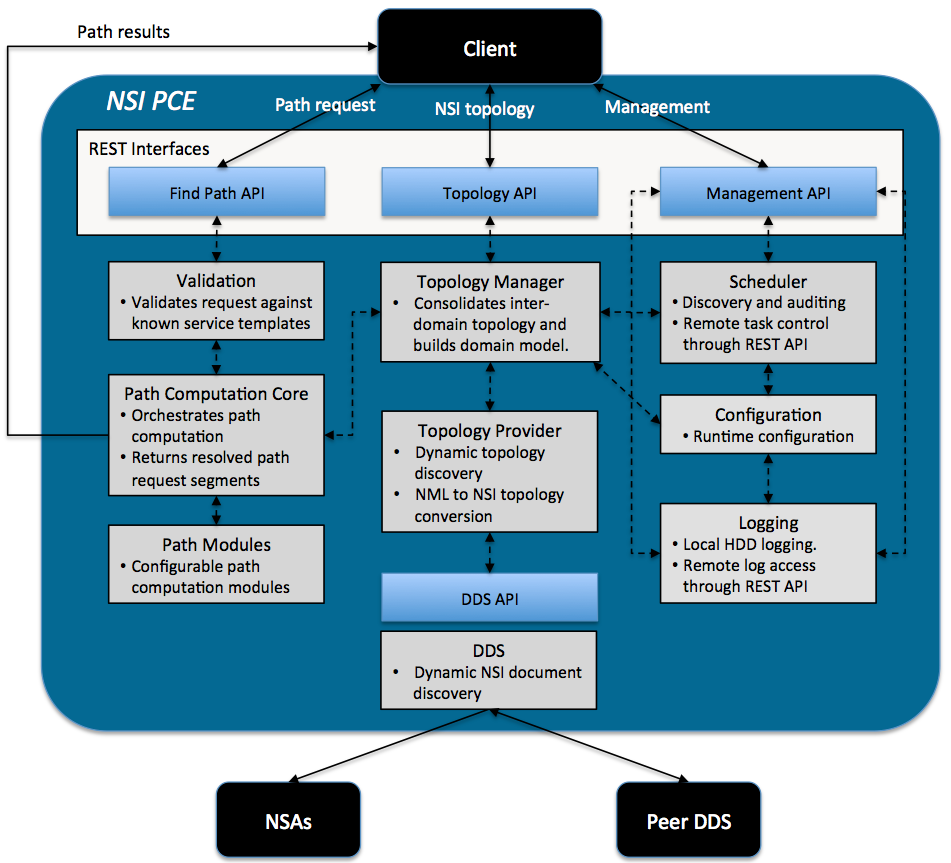 Path results
Client
NSI PCE
Path request
NSI topology
Management
REST Interfaces
Find Path API
Topology API
Management API
Validation
• Validates request against
known service templates
Topology Manager
• Consolidates inter-
domain topology and
builds domain model.
Scheduler
• Discovery and auditing
• Remote task control
through REST API
Path Computation Core
• Orchestrates path
computation
• Returns resolved path
request segments
Configuration
• Runtime configuration
Topology Provider
• Dynamic topology
discovery
• NML to NSI topology
conversion
Path Modules
• Configurable path
computation modules
Logging
• Local HDD logging.
• Remote log access
through REST API
DDS API
DDS
• Dynamic NSI document
discovery
NSAs
Peer DDS